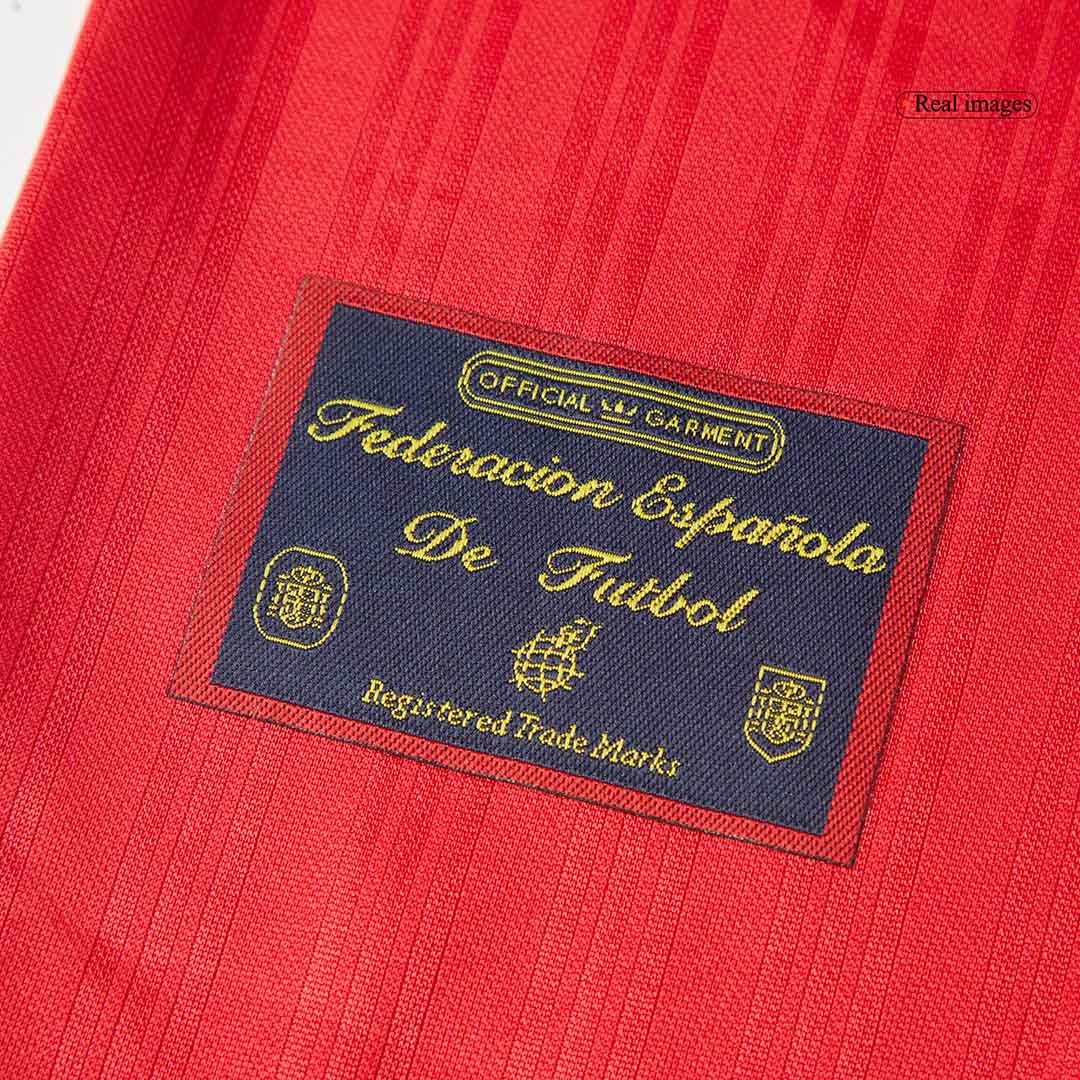 Real images
OFFICIAL GARMENT
Federacion Española
De Futbol
Registered Trade Marks